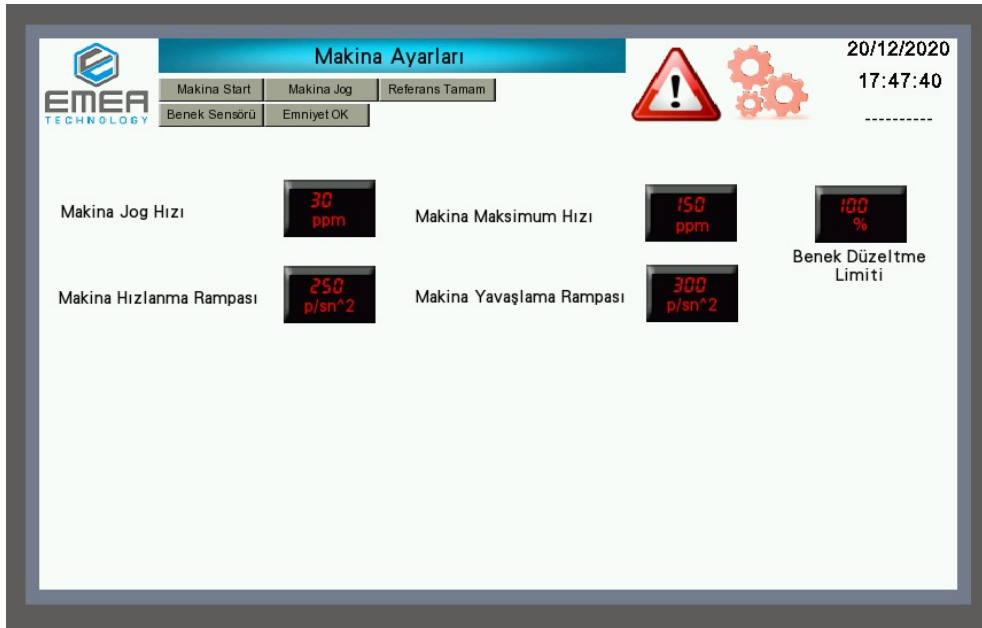 EMEA
TECHNOLOGY
Makina Ayarları
20/12/2020
17:47:40
----------
Makina Start
Makina Jog
Referans Tamam
Benek Sensörü
Emniyet OK
Makina Jog Hızı
30
ppm
Makina Maksimum Hızı
150
ppm
100
%
Benek Düzeltme
Limiti
Makina Hızlanma Rampası
250
p/sn^2
Makina Yavaşlama Rampası
300
p/sn^2